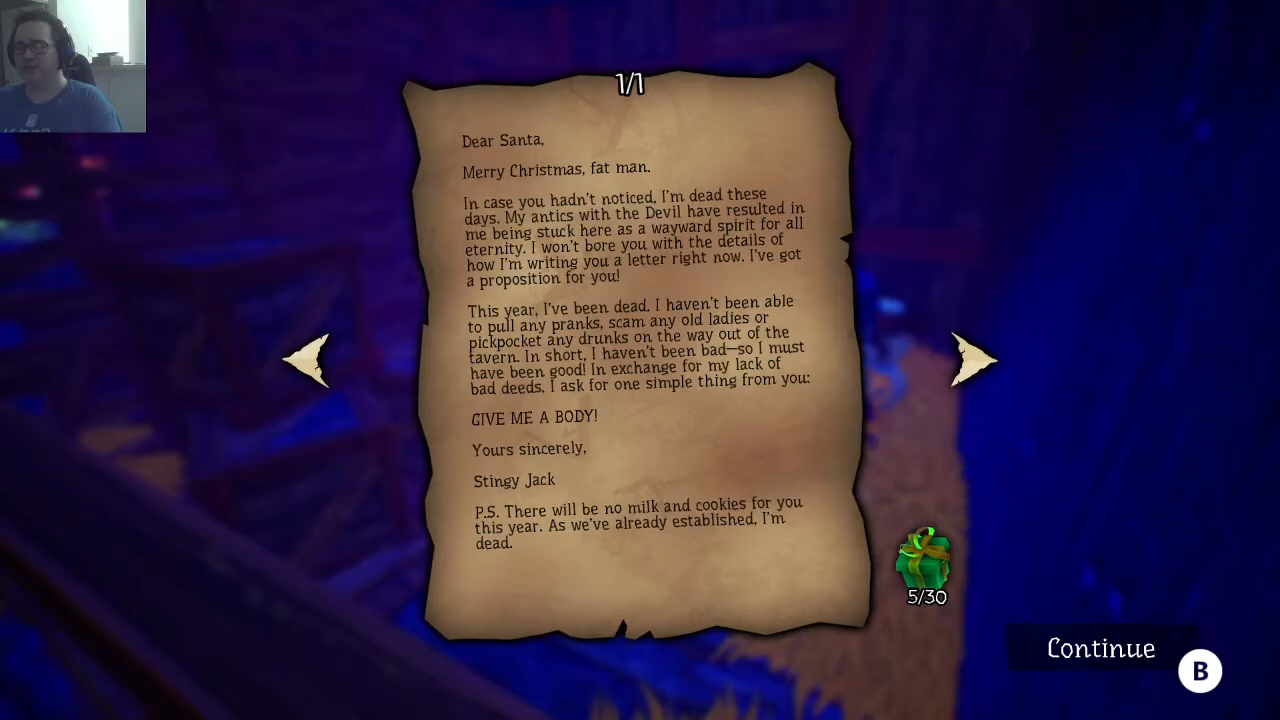 1/1
Dear Santa,
Merry Christmas, fat man.
In case you hadn't noticed, I'm dead these
days. My antics with the Devil have resulted in
me being stuck here as a wayward spirit for all
eternity. I won't bore you with the details of
how I'm writing you a letter right now. I've got
a proposition for you!
This year, I've been dead. I haven't been able
to pull any pranks, scam any old ladies or
pickpocket any drunks on the way out of the
tavern. In short, I haven't been bad—so I must
have been good! In exchange for my lack of
bad deeds, I ask for one simple thing from you:
GIVE ME A BODY!
Yours sincerely,
Stingy Jack
P.S. There will be no milk and cookies for you
this year. As we've already established, I'm
dead.
5/30
Continue
B